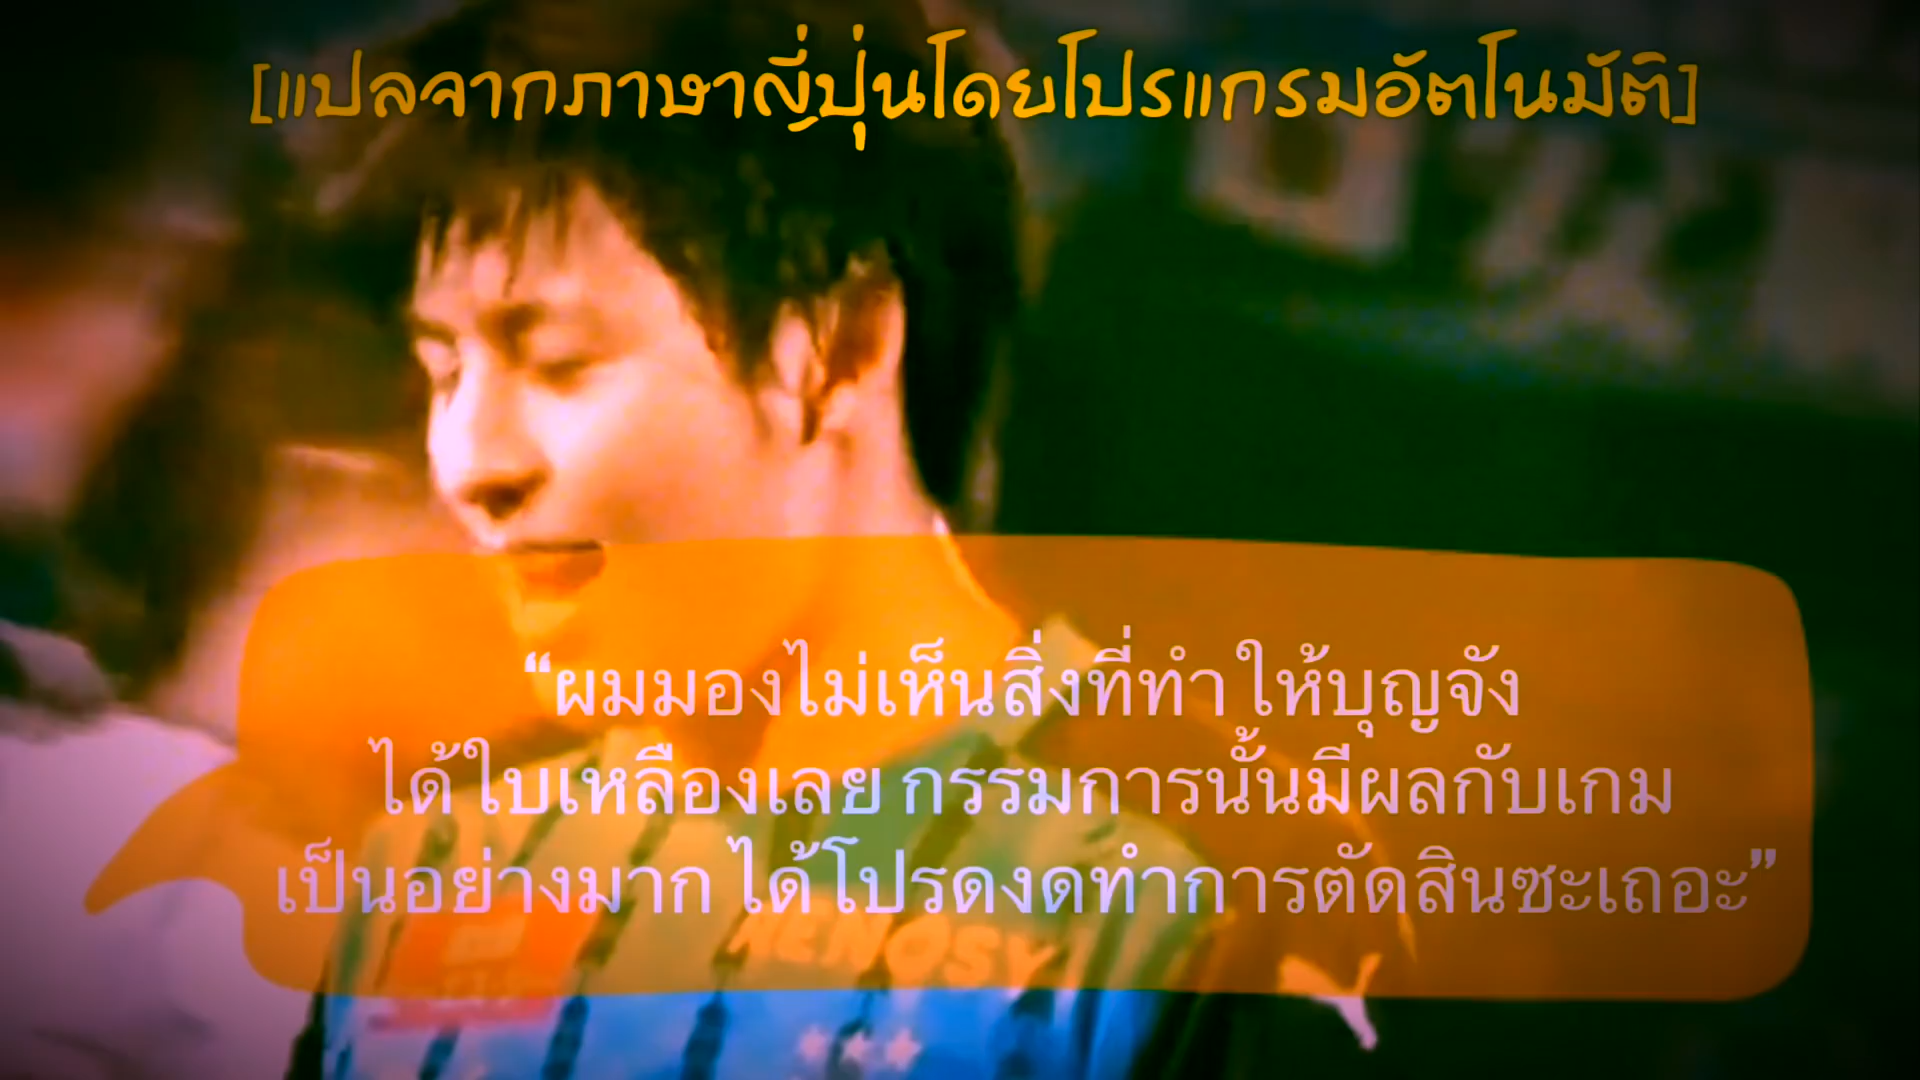 [แปลจากภาษาญี่ปุ่นโดยโปรแกรมอัตโนมัติ]
“ผมมองไม่เห็นสิ่งที่ทำให้บุญจัง
ได้ใบเหลืองเลย กรรมการนั้นมีผลกับเกม
เป็นอย่างมาก ได้โปรดงดทำการตัดสินซะเถอะ”
RENOSY